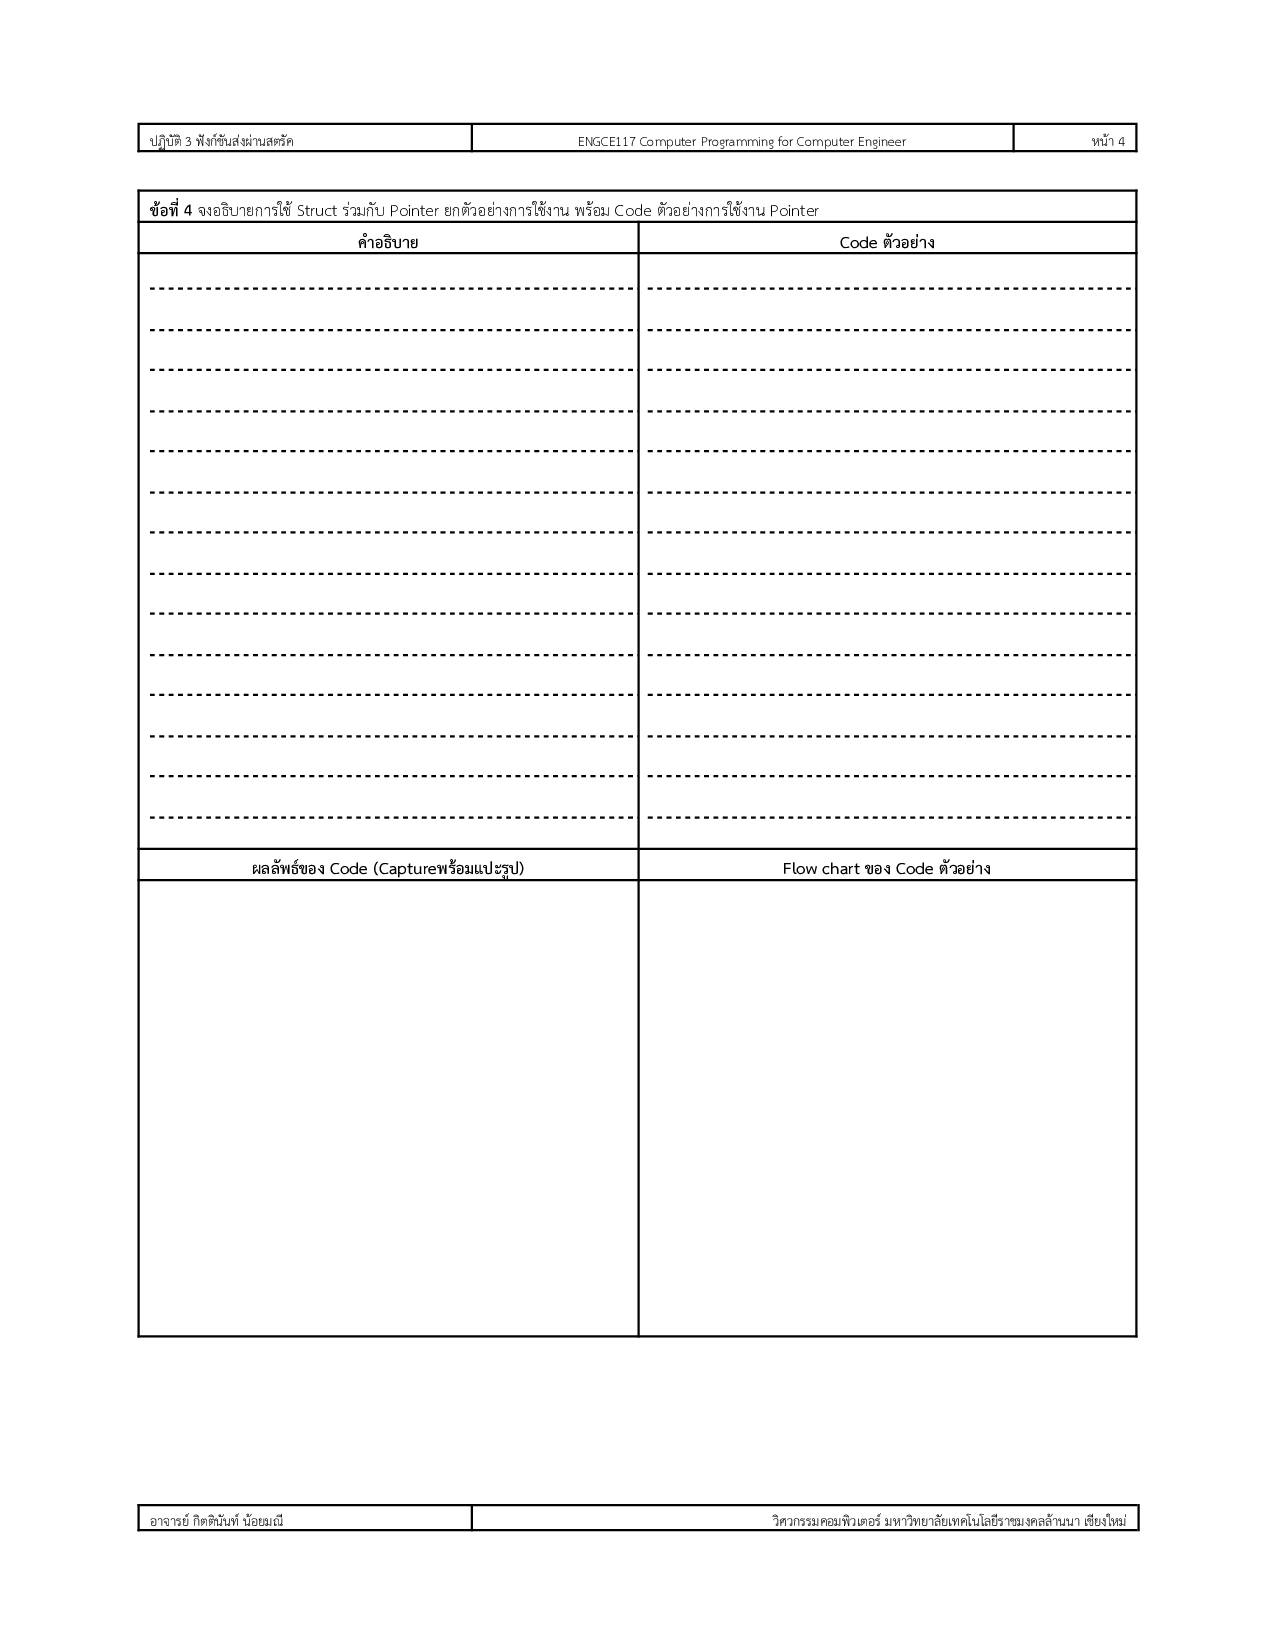 ปฏิบัติ 3 ฟังก์ชันส่งผ่านสตรัค ENGCE117 Computer Programming for Computer Engineer หน้า 4
ข้อที่ 4 จงอธิบายการใช้ Struct ร่วมกับ Pointer ยกตัวอย่างการใช้งาน พร้อม Code ตัวอย่างการใช้งาน Pointer
คำอธิบาย Code ตัวอย่าง
ผลลัพธ์ของ Code (Captureพร้อมแปะรูป) Flow chart ของ Code ตัวอย่าง
อาจารย์ กิตตินันท์ น้อยมณี วิศวกรรมคอมพิวเตอร์ มหาวิทยาลัยเทคโนโลยีราชมงคลล้านนา เชียงใหม่